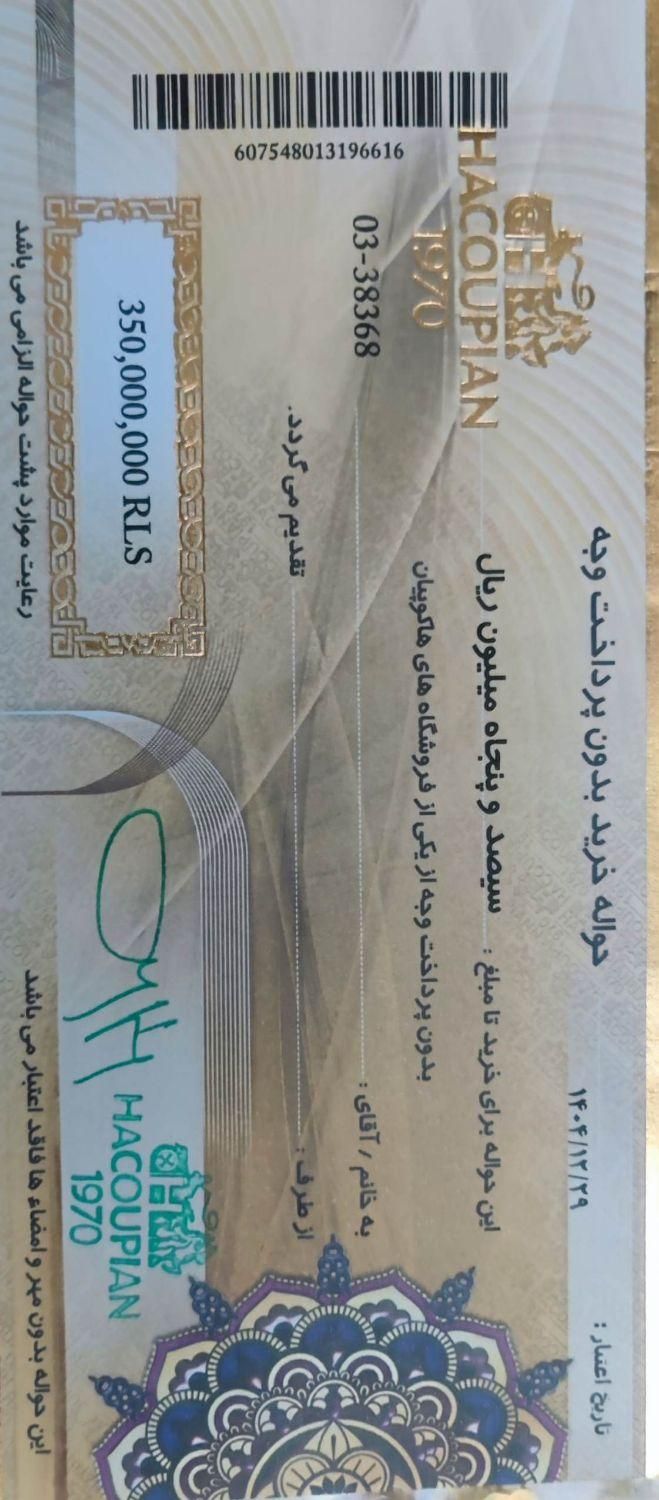 HACOUPIAN
1970
حواله خرید بدون پرداخت وجه
تاریخ اعتبار : ۱۴۰۴/۱۲/۲۹
این حواله برای خرید تا مبلغ : سیصد و پنجاه میلیون ریال
بدون پرداخت وجه از یکی از فروشگاه های هاکوپیان
به خانم / آقای :
03-38368
از طرف :
تقدیم می گردد.
607548013196616
350,000,000 RLS
HACOUPIAN
1970
این حواله بدون مهر و امضاء ها فاقد اعتبار می باشد
رعایت موارد پشت حواله الزامی می باشد